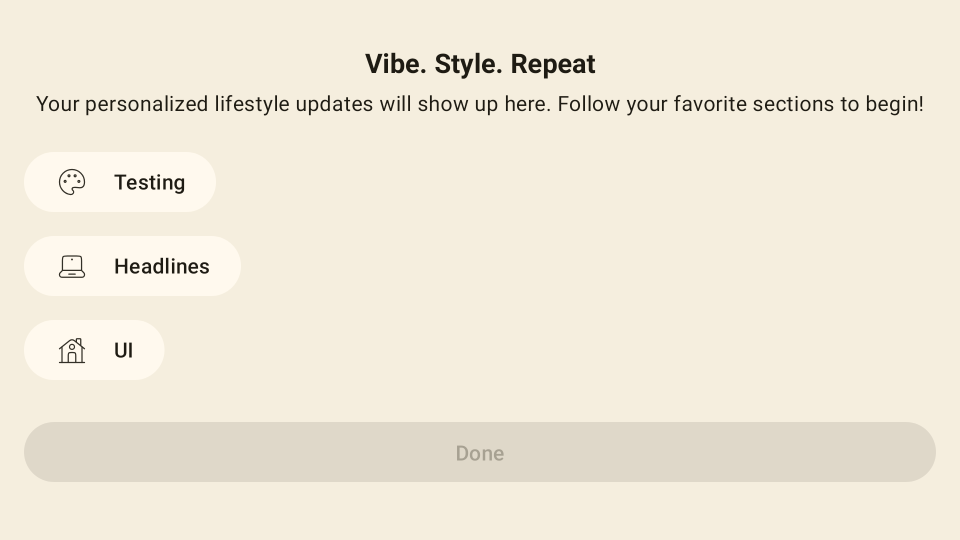 Vibe. Style. Repeat
Your personalized lifestyle updates will show up here. Follow your favorite sections to begin!
Testing
Headlines
UI
Done